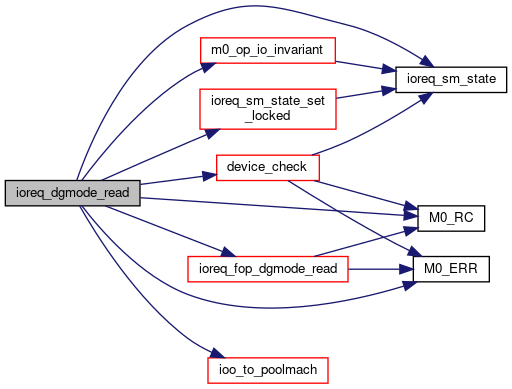 m0_op_io_invariant
ioreq_sm_state
ioreq_sm_state_set
_locked
device_check
ioreq_dgmode_read
M0_RC
ioreq_fop_dgmode_read
M0_ERR
ioo_to_poolmach